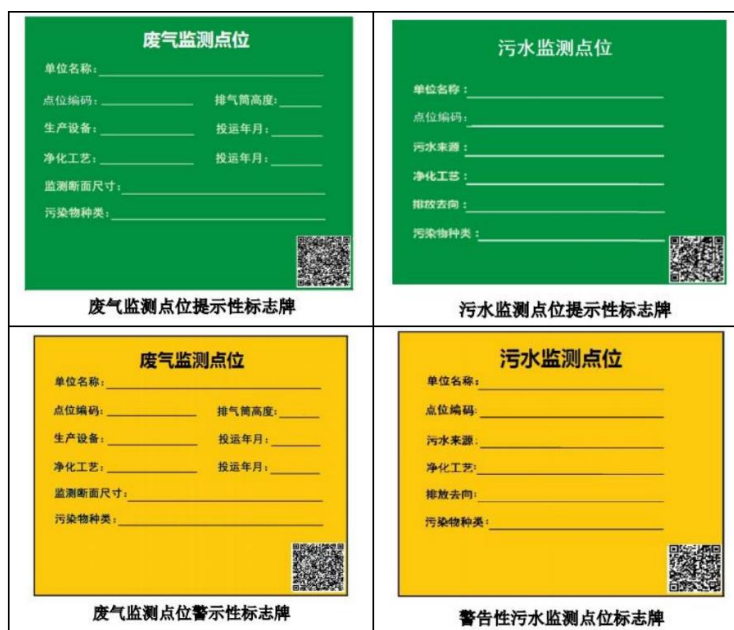 废气监测点位
单位名称：
点位编码： 排气筒高度：
生产设备： 投运年月：
净化工艺： 投运年月：
监测断面尺寸：
污染物种类：
废气监测点位提示性标志牌
污水监测点位
单位名称：
点位编码：
污水来源：
净化工艺：
排放去向：
污染物种类：
污水监测点位提示性标志牌
废气监测点位
单位名称：
点位编码： 排气筒高度：
生产设备： 投运年月：
净化工艺： 投运年月：
监测断面尺寸：
污染物种类：
废气监测点位警示性标志牌
污水监测点位
单位名称：
点位编码：
污水来源：
净化工艺：
排放去向：
污染物种类：
警告性污水监测点位标志牌